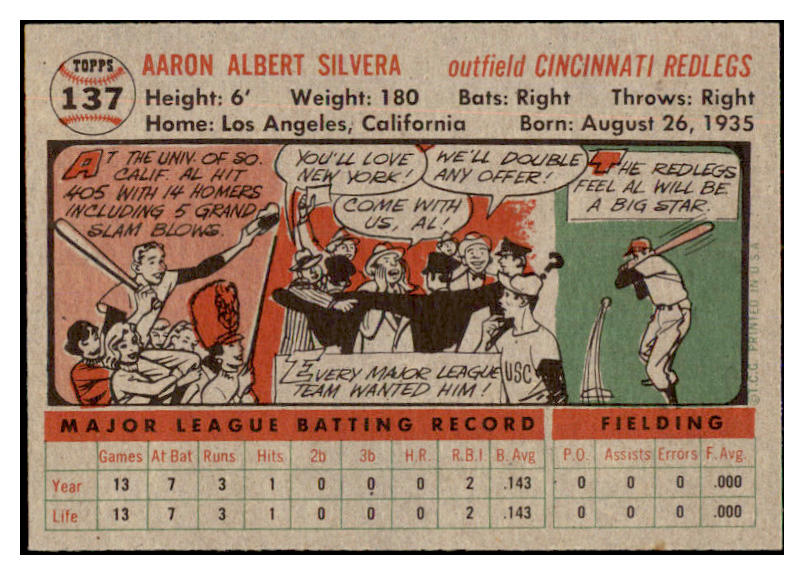 TOPPS
137
AARON ALBERT SILVERA outfield CINCINNATI REDLEGS
Height: 6' Weight: 180 Bats: Right Throws: Right
Home: Los Angeles, California Born: August 26, 1935
AT THE UNIV. OF SO.
CALIF. AL HIT
405 WITH 14 HOMERS
INCLUDING 5 GRAND
SLAM BLOWS.
YOU'LL LOVE
NEW YORK!
WE'LL DOUBLE
ANY OFFER!
COME WITH
US, AL!
?
USC
EVERY MAJOR LEAGUE
TEAM WANTED HIM!
THE REDLEGS
FEEL AL WILL BE
A BIG STAR.
© T.C.G. PRINTED IN U.S.A.
MAJOR LEAGUE BATTING RECORD FIELDING
Games At Bat Runs Hits 2b 3b H.R. R.B.I B. Avg P.O. Assists Errors F. Avg.
Year 13 7 3 1 0 0 0 2 .143 0 0 0 .000
Life 13 7 3 1 0 0 0 2 .143 0 0 0 .000